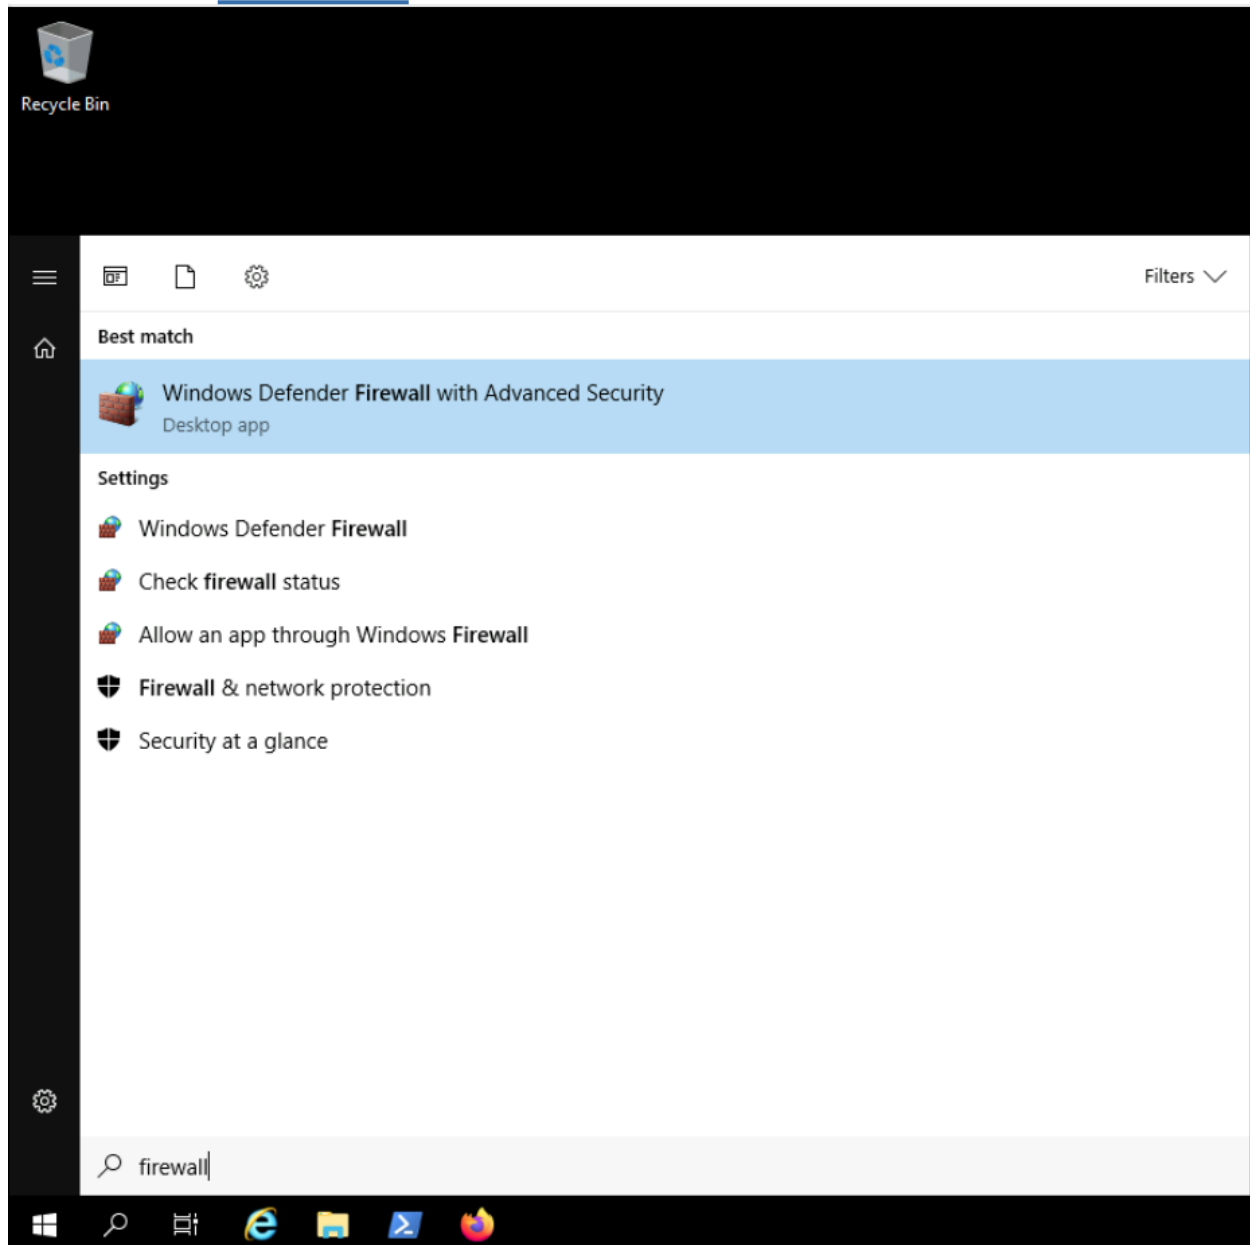 Recycle Bin
Filters
Best match
Windows Defender Firewall with Advanced Security
Desktop app
Settings
Windows Defender Firewall
Check firewall status
Allow an app through Windows Firewall
Firewall & network protection
Security at a glance
firewall